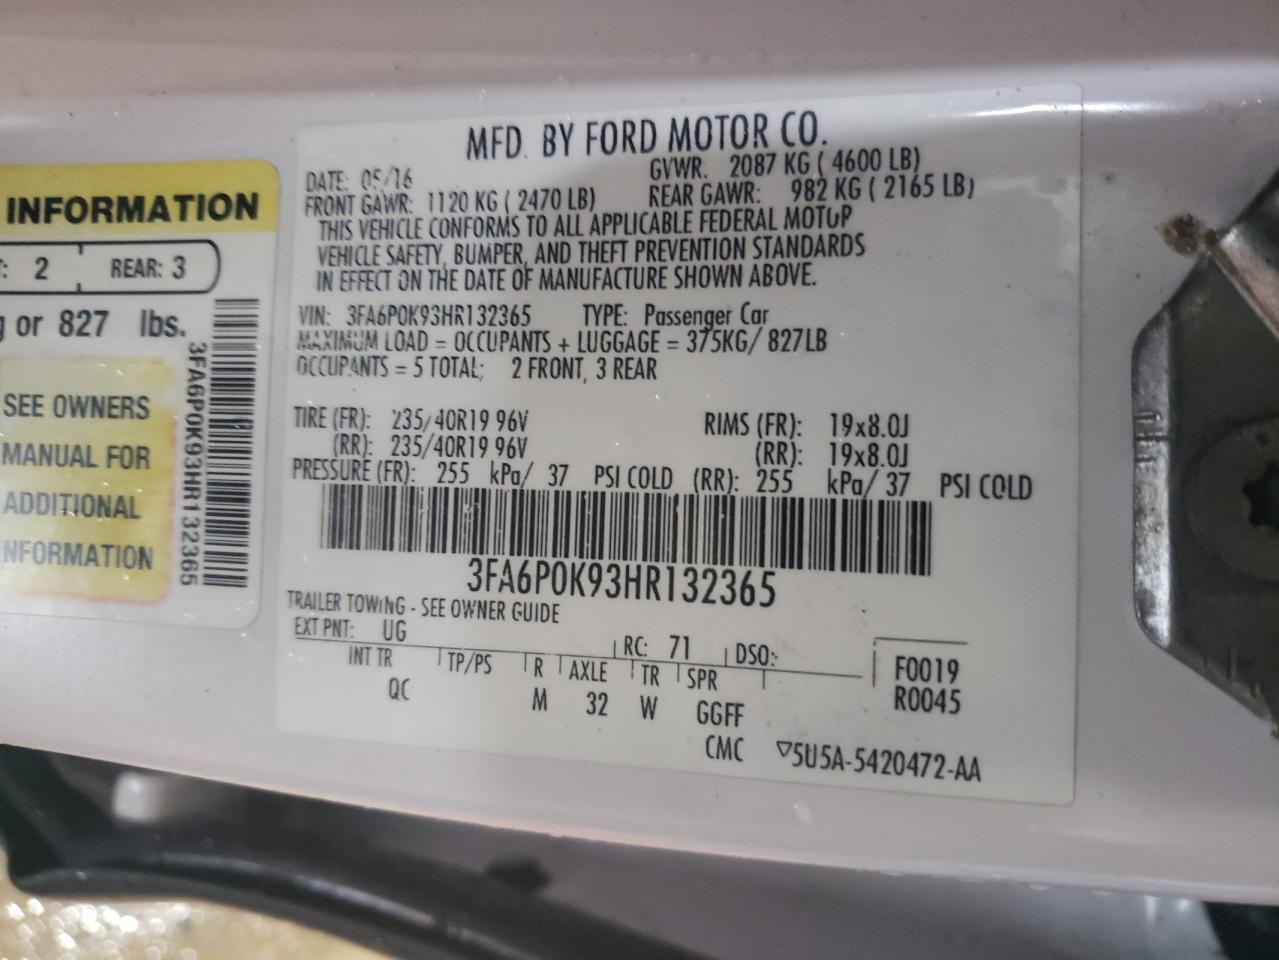 INFORMATION
: 2 REAR: 3
g or 827 lbs.
SEE OWNERS
MANUAL FOR
ADDITIONAL
INFORMATION
3FA6P0K93HR132365
MFD. BY FORD MOTOR CO.
DATE: 05/16 GVWR: 2087 KG ( 4600 LB)
FRONT GAWR: 1120 KG ( 2470 LB) REAR GAWR: 982 KG ( 2165 LB)
THIS VEHICLE CONFORMS TO ALL APPLICABLE FEDERAL MOTOR
VEHICLE SAFETY, BUMPER, AND THEFT PREVENTION STANDARDS
IN EFFECT ON THE DATE OF MANUFACTURE SHOWN ABOVE.
VIN: 3FA6P0K93HR132365 TYPE: Passenger Car
MAXIMUM LOAD = OCCUPANTS + LUGGAGE = 375KG/ 827LB
OCCUPANTS = 5 TOTAL; 2 FRONT, 3 REAR
TIRE (FR): 235/40R19 96V RIMS (FR): 19x8.0J
(RR): 235/40R19 96V (RR): 19x8.0J
PRESSURE (FR): 255 kPa/ 37 PSI COLD (RR): 255 kPa/ 37 PSI COLD
3FA6P0K93HR132365
TRAILER TOWING - SEE OWNER GUIDE
EXT PNT: UG RC: 71 DSO:
INT TR TP/PS R AXLE TR SPR F0019
QC M 32 W GGFF R0045
CMC ▽5U5A-5420472-AA